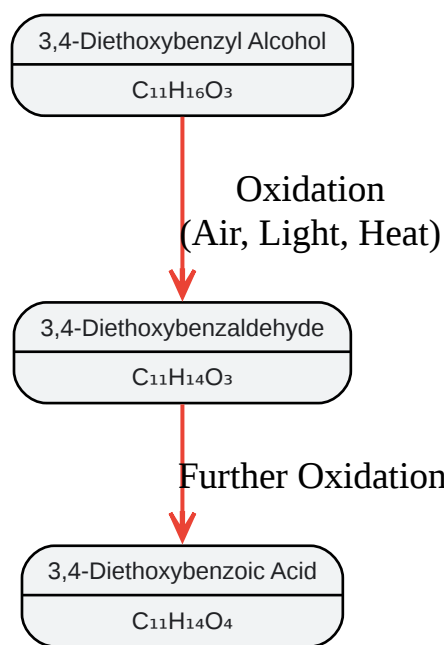 3,4-Diethoxybenzyl Alcohol
C₁₁H₁₆O₃
Oxidation
(Air, Light, Heat)
3,4-Diethoxybenzaldehyde
C₁₁H₁₄O₃
Further Oxidation
3,4-Diethoxybenzoic Acid
C₁₁H₁₄O₄